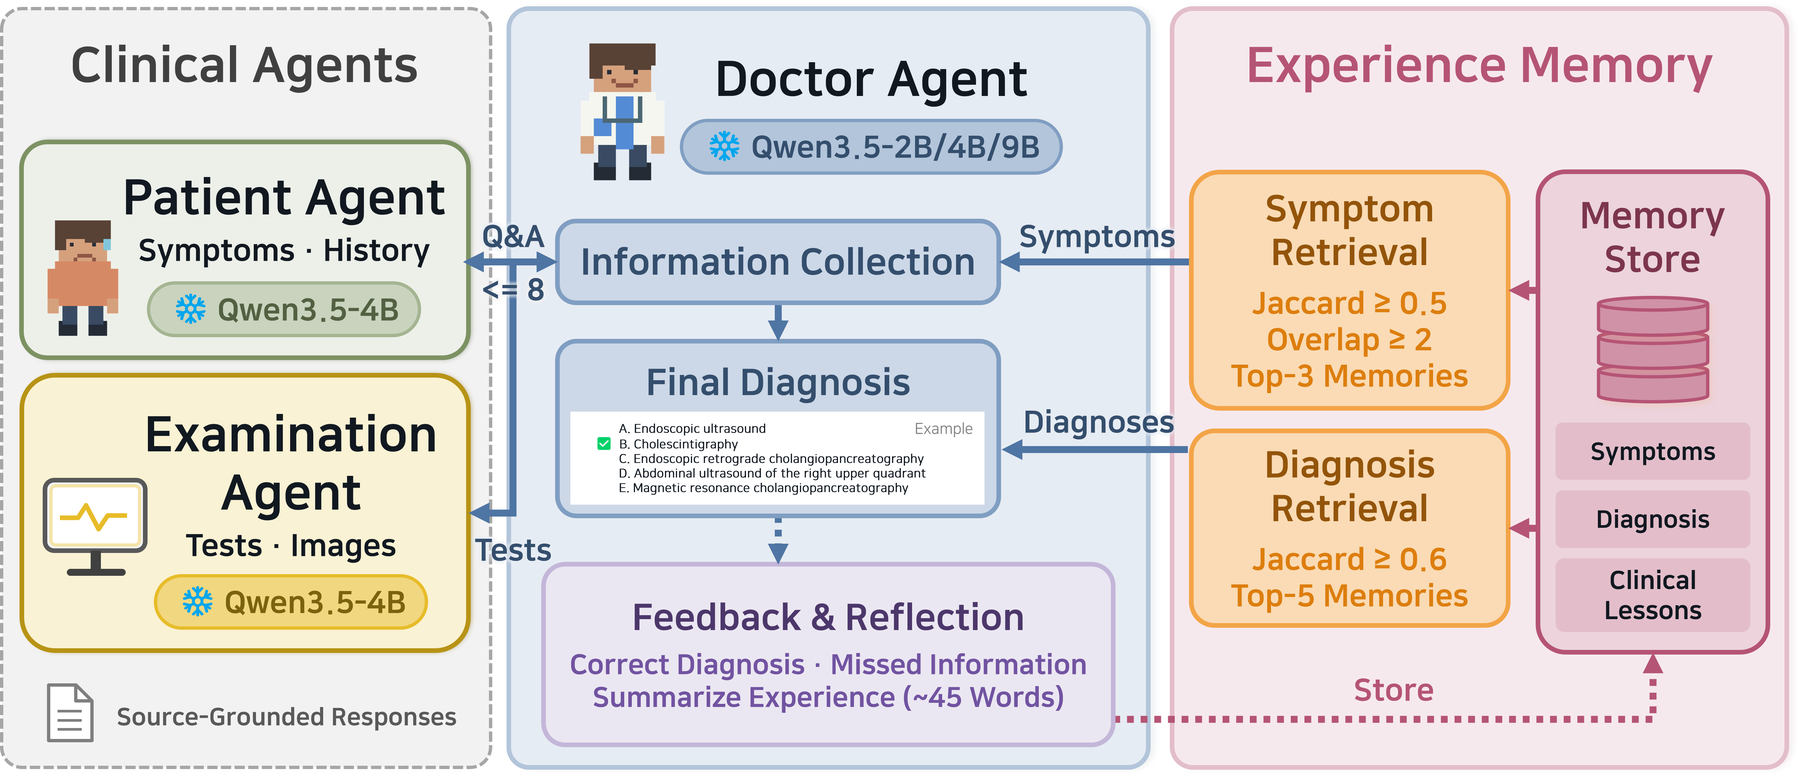 Clinical Agents
Patient Agent
Symptoms · History
Qwen3.5-4B
Examination
Agent
Tests · Images
Qwen3.5-4B
Source-Grounded Responses
Q&A
<= 8
Tests
Doctor Agent
Qwen3.5-2B/4B/9B
Information Collection
Final Diagnosis
Example
A. Endoscopic ultrasound
B. Cholescintigraphy
C. Endoscopic retrograde cholangiopancreatography
D. Abdominal ultrasound of the right upper quadrant
E. Magnetic resonance cholangiopancreatography
Feedback & Reflection
Correct Diagnosis · Missed Information
Summarize Experience (~45 Words)
Symptoms
Diagnoses
Experience Memory
Symptom
Retrieval
Jaccard ≥ 0.5
Overlap ≥ 2
Top-3 Memories
Diagnosis
Retrieval
Jaccard ≥ 0.6
Top-5 Memories
Memory
Store
Symptoms
Diagnosis
Clinical
Lessons
Store